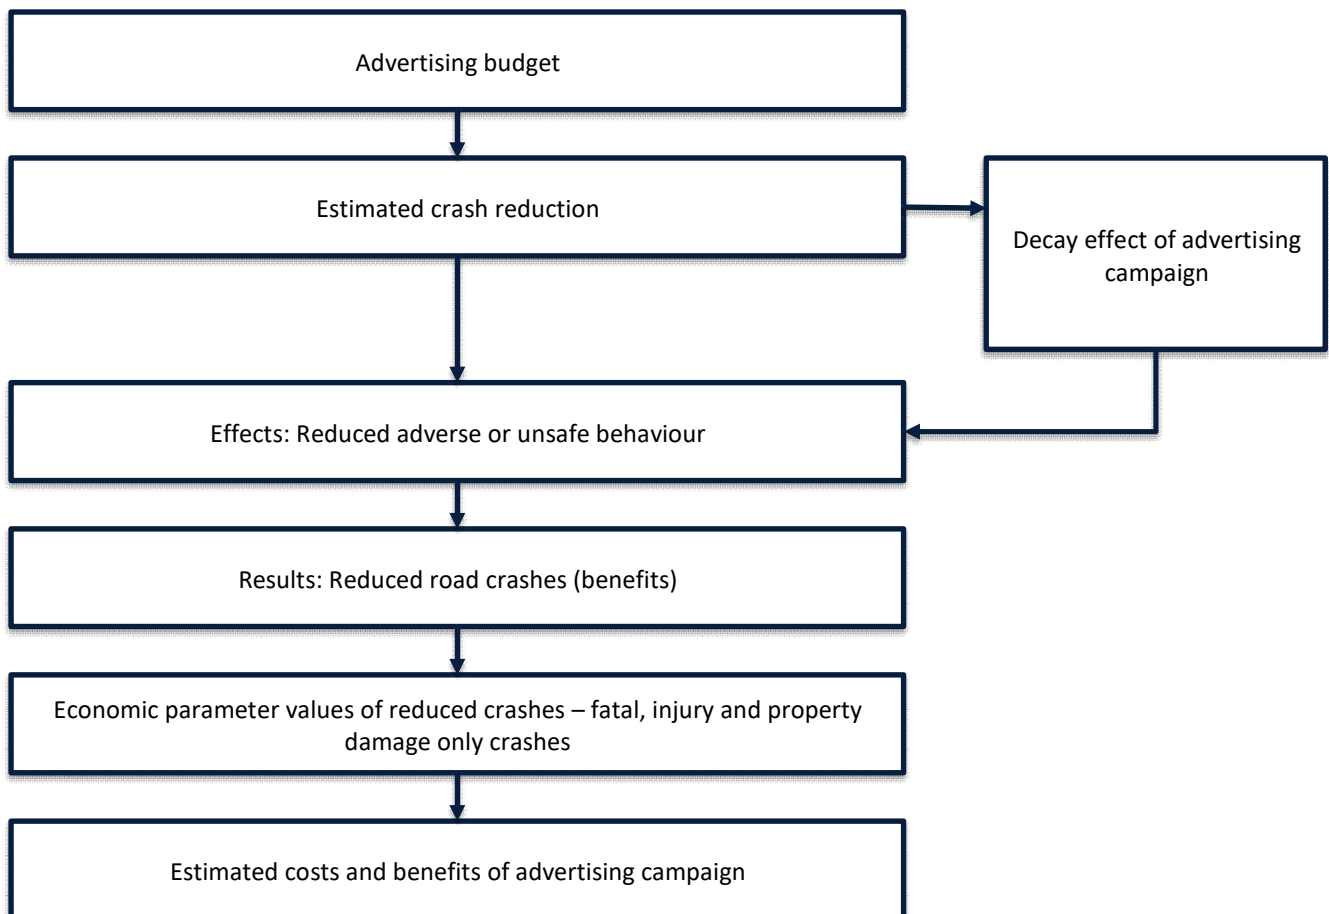 Advertising budget
Estimated crash reduction
Decay effect of advertising
campaign
Effects: Reduced adverse or unsafe behaviour
Results: Reduced road crashes (benefits)
Economic parameter values of reduced crashes – fatal, injury and property
damage only crashes
Estimated costs and benefits of advertising campaign